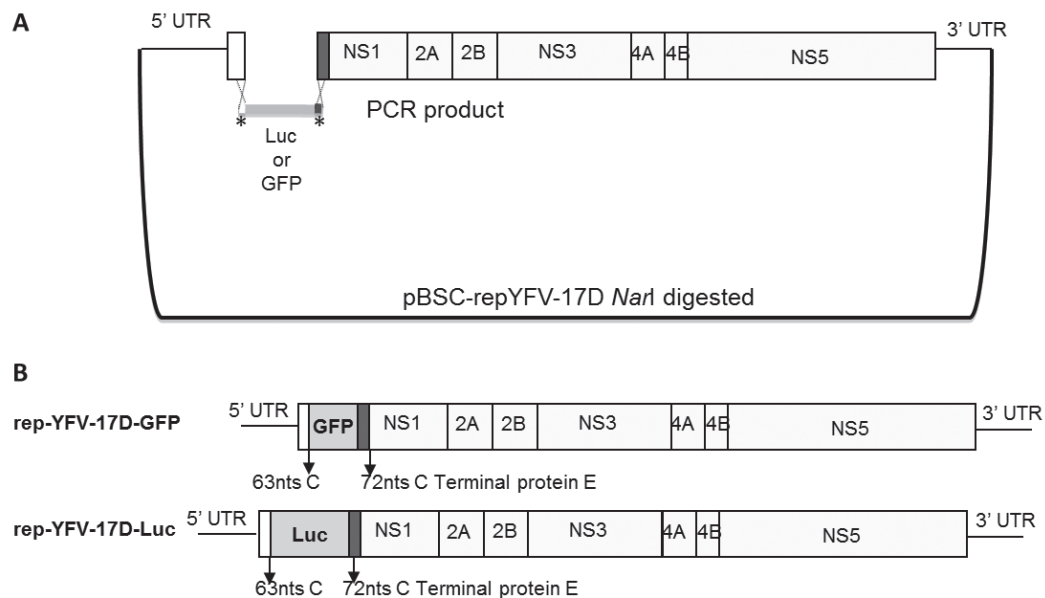 A
5' UTR
NS1 2A 2B NS3 4A 4B NS5
3' UTR
PCR product
* *
Luc
or
GFP
pBSC-repYFV-17D NarI digested
B
rep-YFV-17D-GFP
5' UTR
GFP NS1 2A 2B NS3 4A 4B NS5
3' UTR
63nts C 72nts C Terminal protein E
rep-YFV-17D-Luc
5' UTR
Luc NS1 2A 2B NS3 4A 4B NS5
3' UTR
63nts C 72nts C Terminal protein E